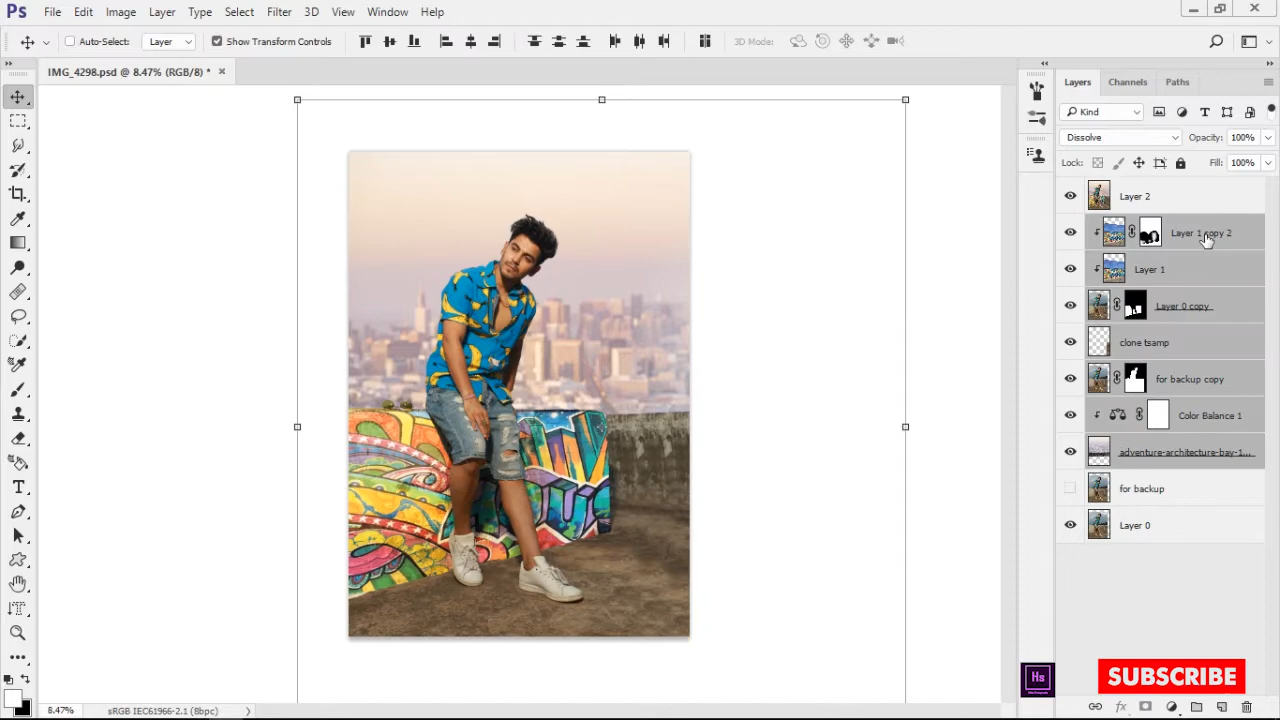 Ps File Edit Image Layer Type Select Filter 3D View Window Help
Auto-Select: Layer Show Transform Controls 3D Mode:
IMG_4298.psd @ 8.47% (RGB/8) *
Layers Channels Paths
Kind
Dissolve Opacity: 100%
Lock: Fill: 100%
Layer 2
Layer 1 copy 2
Layer 1
Layer 0 copy
clone tsamp
for backup copy
Color Balance 1
adventure-architecture-bay-1...
for backup
Layer 0
Hs
SUBSCRIBE
8.47% sRGB IEC61966-2.1 (8bpc)